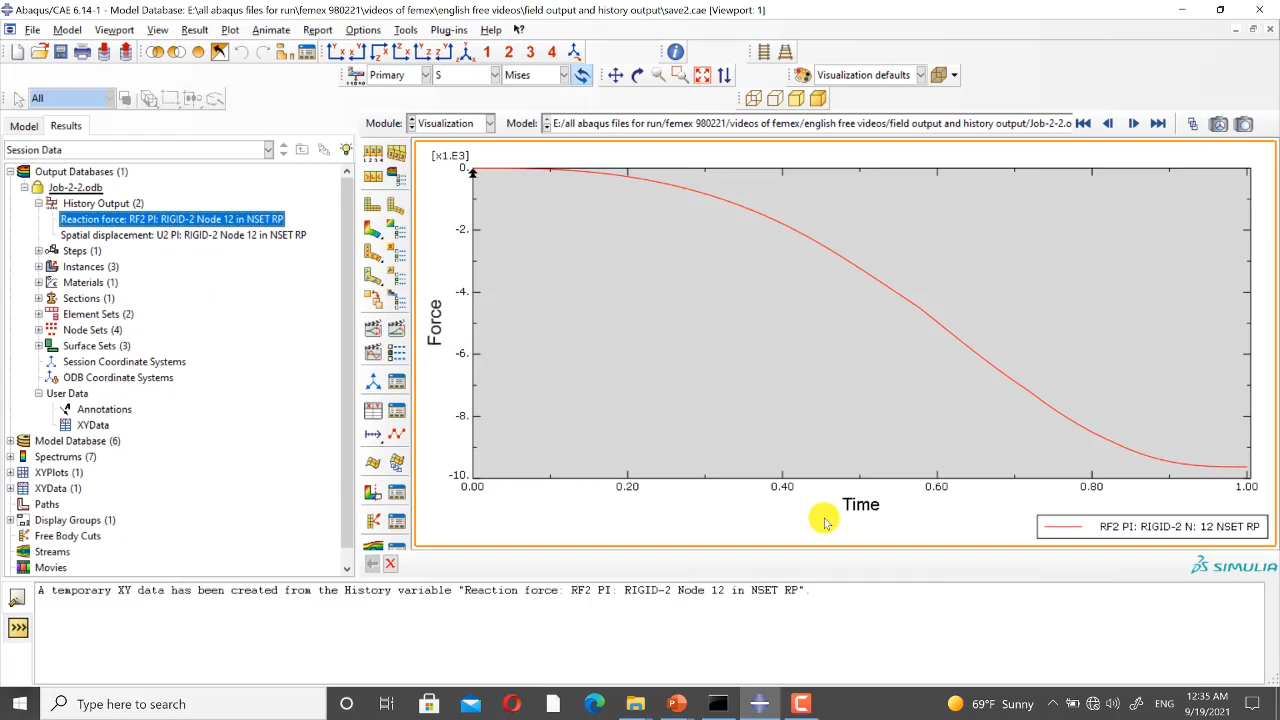 Abaqus/CAE 6.14-1 - Model Database: E:\all abaqus files for run\femex 980221\videos of femex\english free videos\field output and history output\save2.cae [Viewport: 1]
File Model Viewport View Result Plot Animate Report Options Tools Plug-ins Help
1 2 3 4
Primary S Mises Visualization defaults
All
Model Results Module: Visualization Model: E:/all abaqus files for run/femex 980221/videos of femex/english free videos/field output and history output/Job-2-2.o
Session Data
Output Databases (1)
Job-2-2.odb
History Output (2)
Reaction force: RF2 PI: RIGID-2 Node 12 in NSET RP
Spatial displacement: U2 PI: RIGID-2 Node 12 in NSET RP
Steps (1)
Instances (3)
Materials (1)
Sections (1)
Element Sets (2)
Node Sets (4)
Surface Sets (3)
Session Coordinate Systems
ODB Coordinate Systems
User Data
Annotations
XYData
Model Database (6)
Spectrums (7)
XYPlots (1)
XYData (1)
Paths
Display Groups (1)
Free Body Cuts
Streams
Movies
[x1.E3]
0.
-2.
-4.
-6.
-8.
-10.
Force
0.00 0.20 0.40 0.60 0.80 1.00
Time
RF2 PI: RIGID-2 N: 12 NSET RP
SIMULIA
A temporary XY data has been created from the History variable "Reaction force: RF2 PI: RIGID-2 Node 12 in NSET RP".
>>>
Type here to search
69°F Sunny
ENG
12:35 AM
9/19/2021